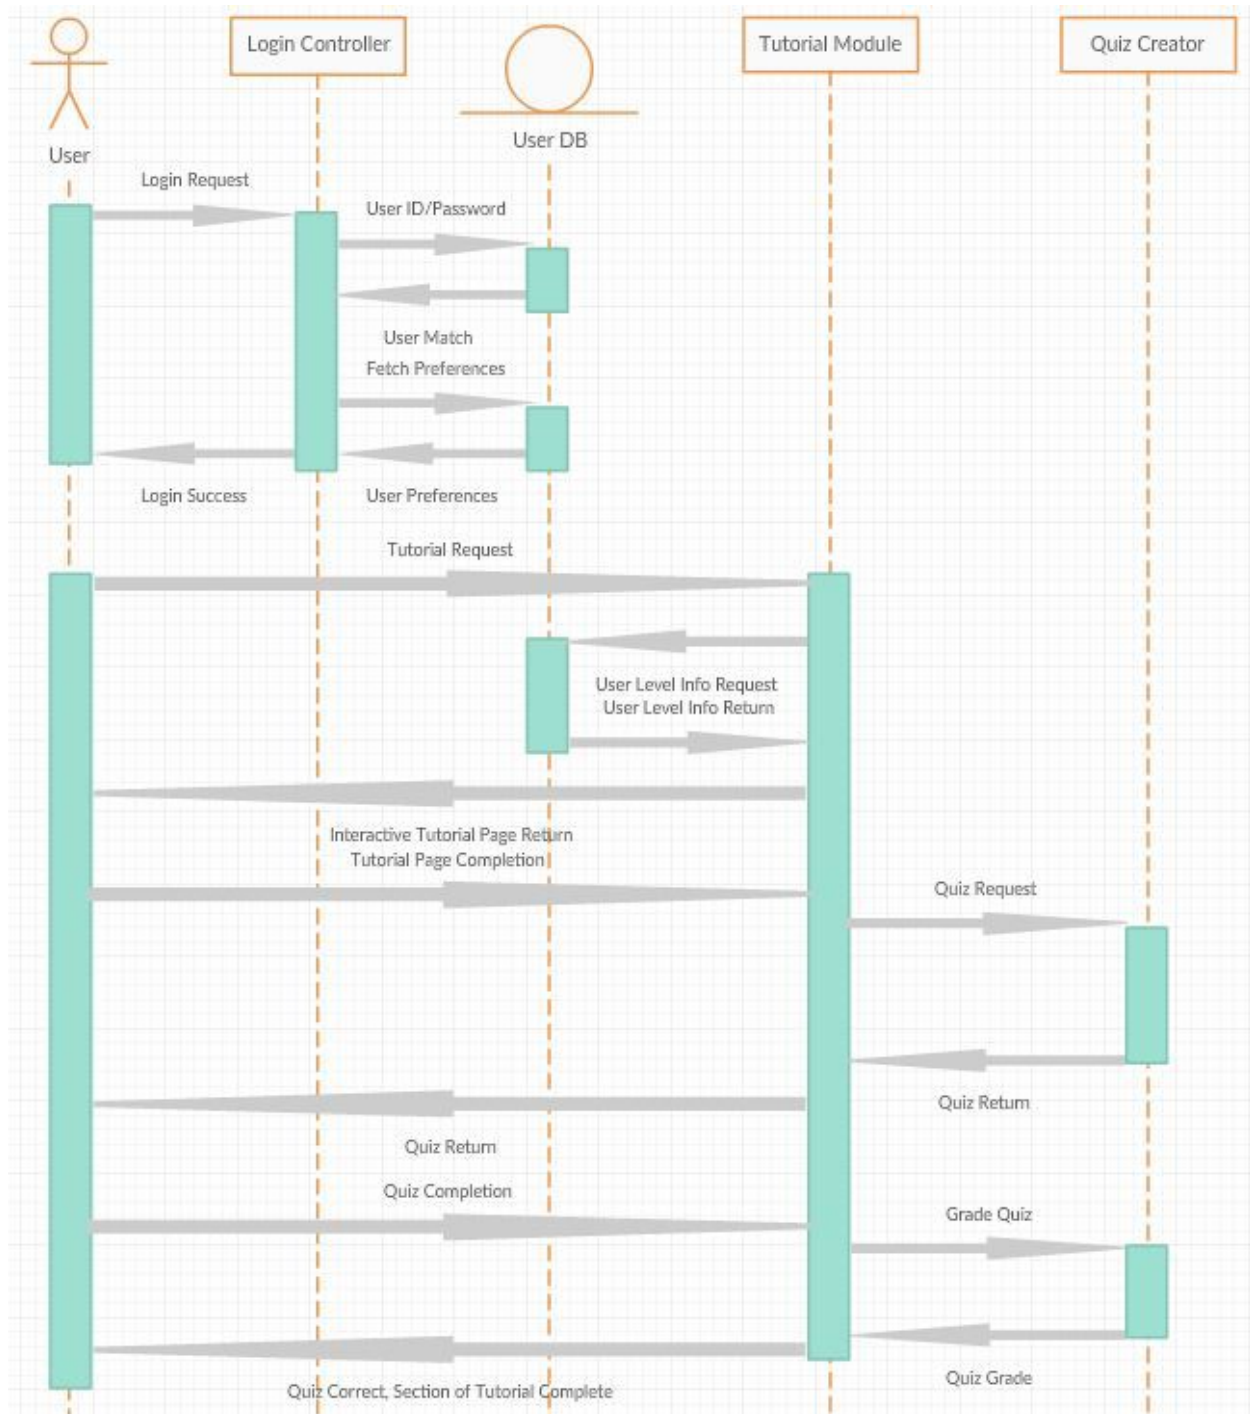 Login Controller
Tutorial Module
Quiz Creator
User DB
User
Login Request
User ID/Password
User Match
Fetch Preferences
Login Success
User Preferences
Tutorial Request
User Level Info Request
User Level Info Return
Interactive Tutorial Page Return
Tutorial Page Completion
Quiz Request
Quiz Return
Quiz Return
Quiz Completion
Grade Quiz
Quiz Grade
Quiz Correct, Section of Tutorial Complete